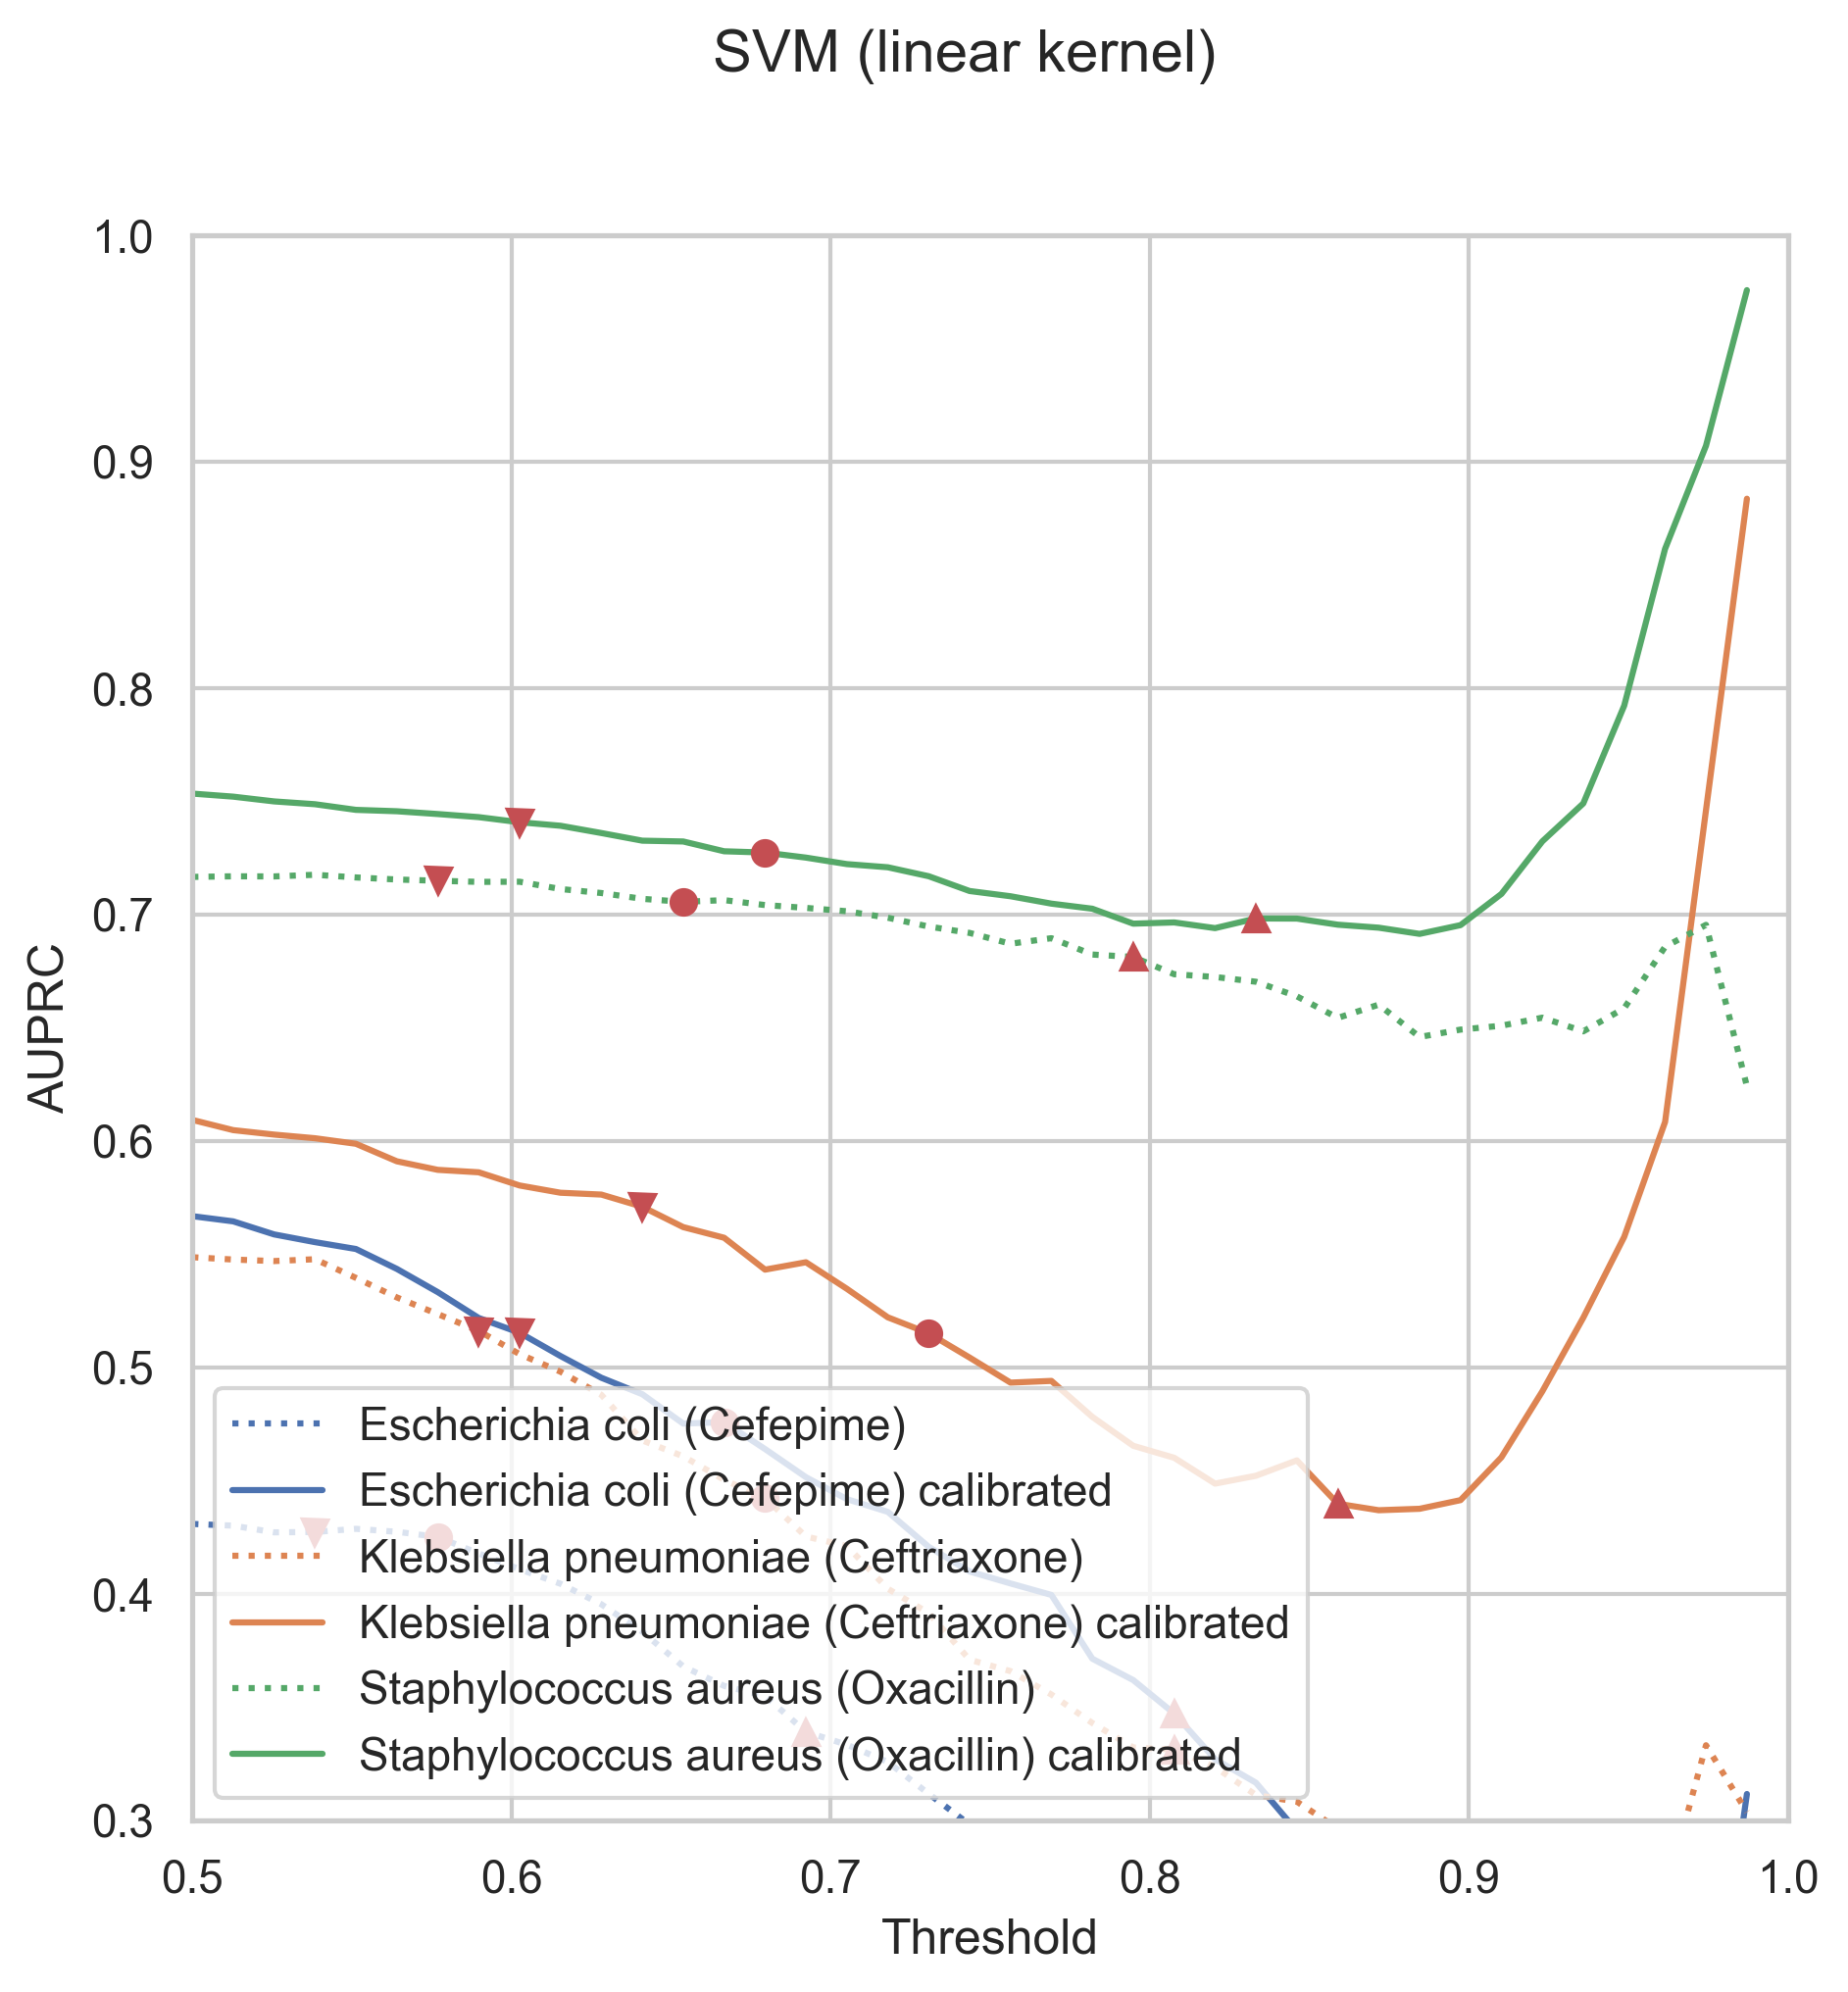 SVM (linear kernel)
1.0
0.9
0.8
0.7
0.6
0.5
0.4
0.3
AUPRC
Escherichia coli (Cefepime)
Escherichia coli (Cefepime) calibrated
Klebsiella pneumoniae (Ceftriaxone)
Klebsiella pneumoniae (Ceftriaxone) calibrated
Staphylococcus aureus (Oxacillin)
Staphylococcus aureus (Oxacillin) calibrated
0.5 0.6 0.7 0.8 0.9 1.0
Threshold